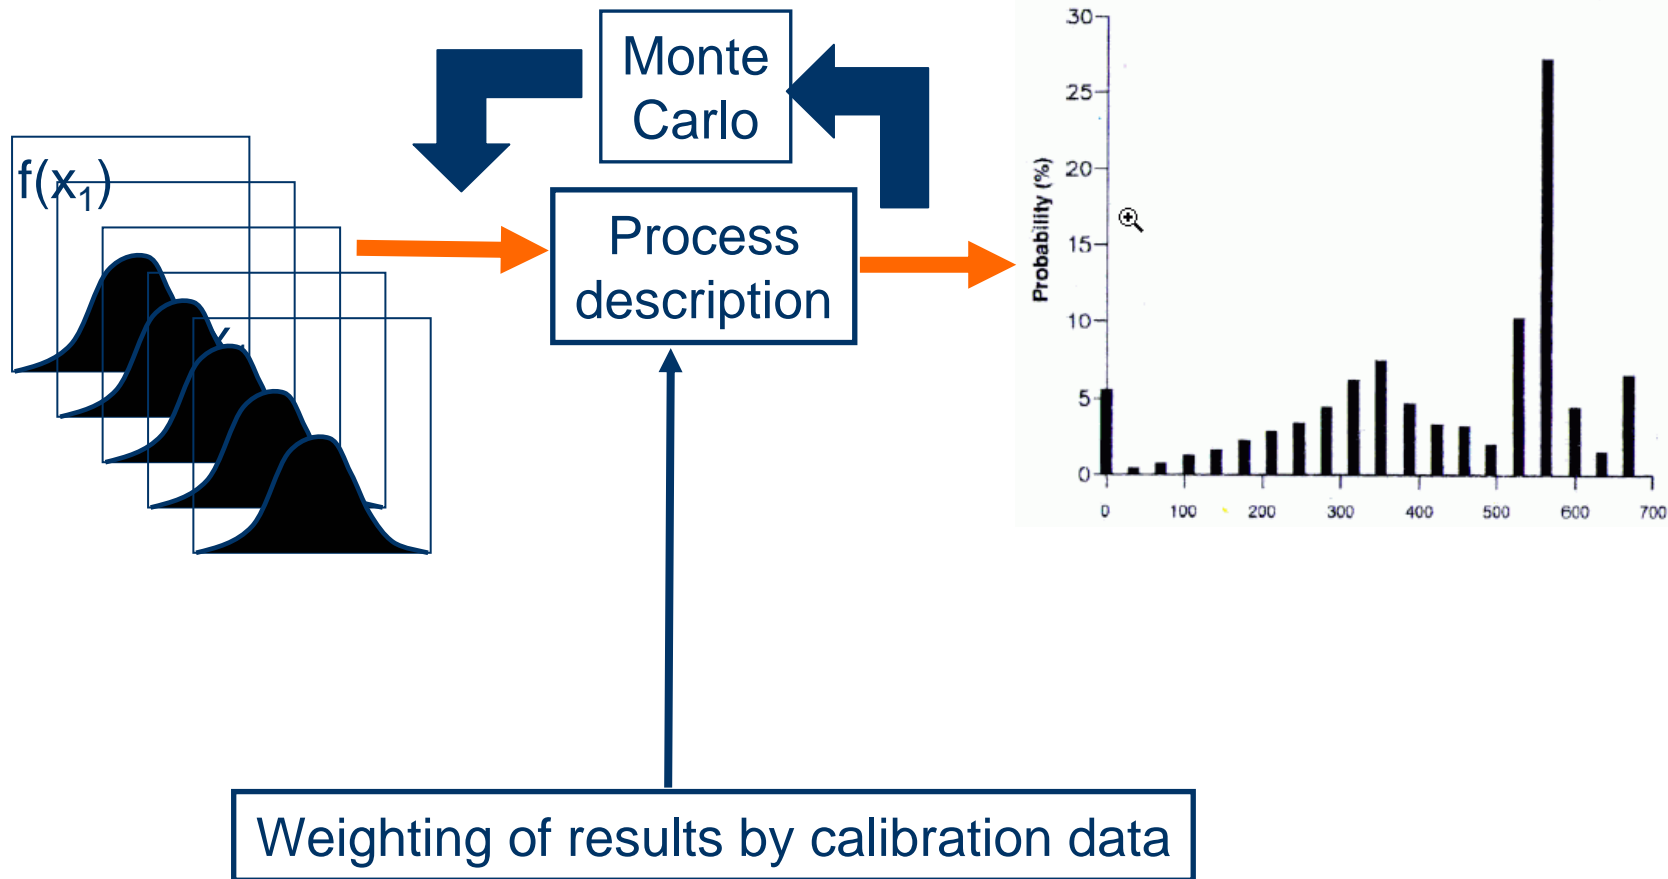 Monte
Carlo
f(x₁)
Process
description
Weighting of results by calibration data
Probability (%)
30
25
20
15
10
5
0
0 100 200 300 400 500 600 700